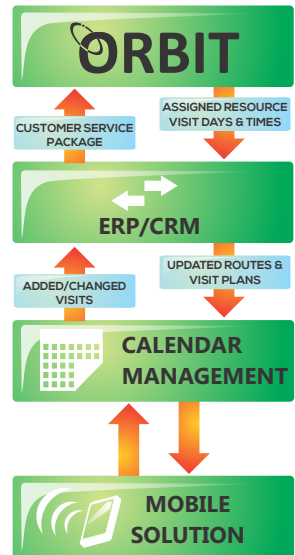 ORBIT
CUSTOMER SERVICE
PACKAGE
ASSIGNED RESOURCE
VISIT DAYS & TIMES
ERP/CRM
ADDED/CHANGED
VISITS
UPDATED ROUTES &
VISIT PLANS
CALENDAR
MANAGEMENT
MOBILE
SOLUTION